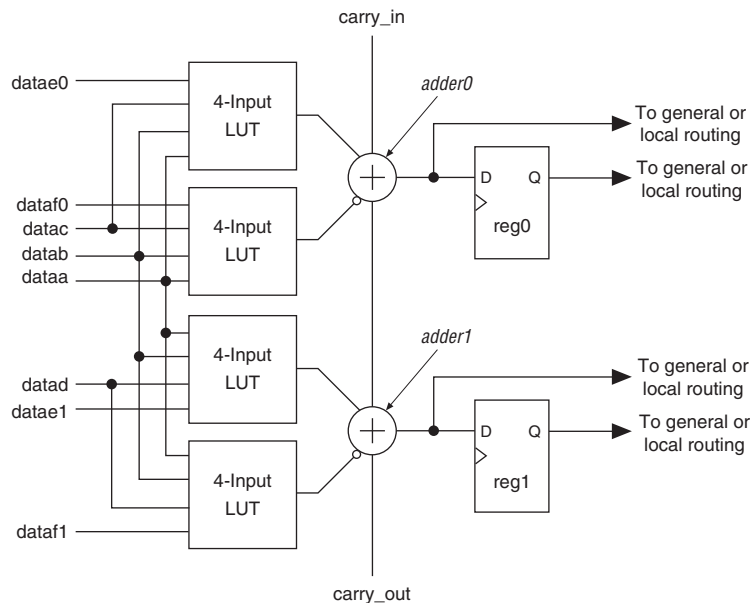 carry_in
adder0
datae0
4-Input
LUT
To general or
local routing
To general or
local routing
D Q
reg0
dataf0
datac
datab
dataa
4-Input
LUT
adder1
4-Input
LUT
To general or
local routing
datad
datae1
To general or
local routing
D Q
reg1
4-Input
LUT
dataf1
carry_out